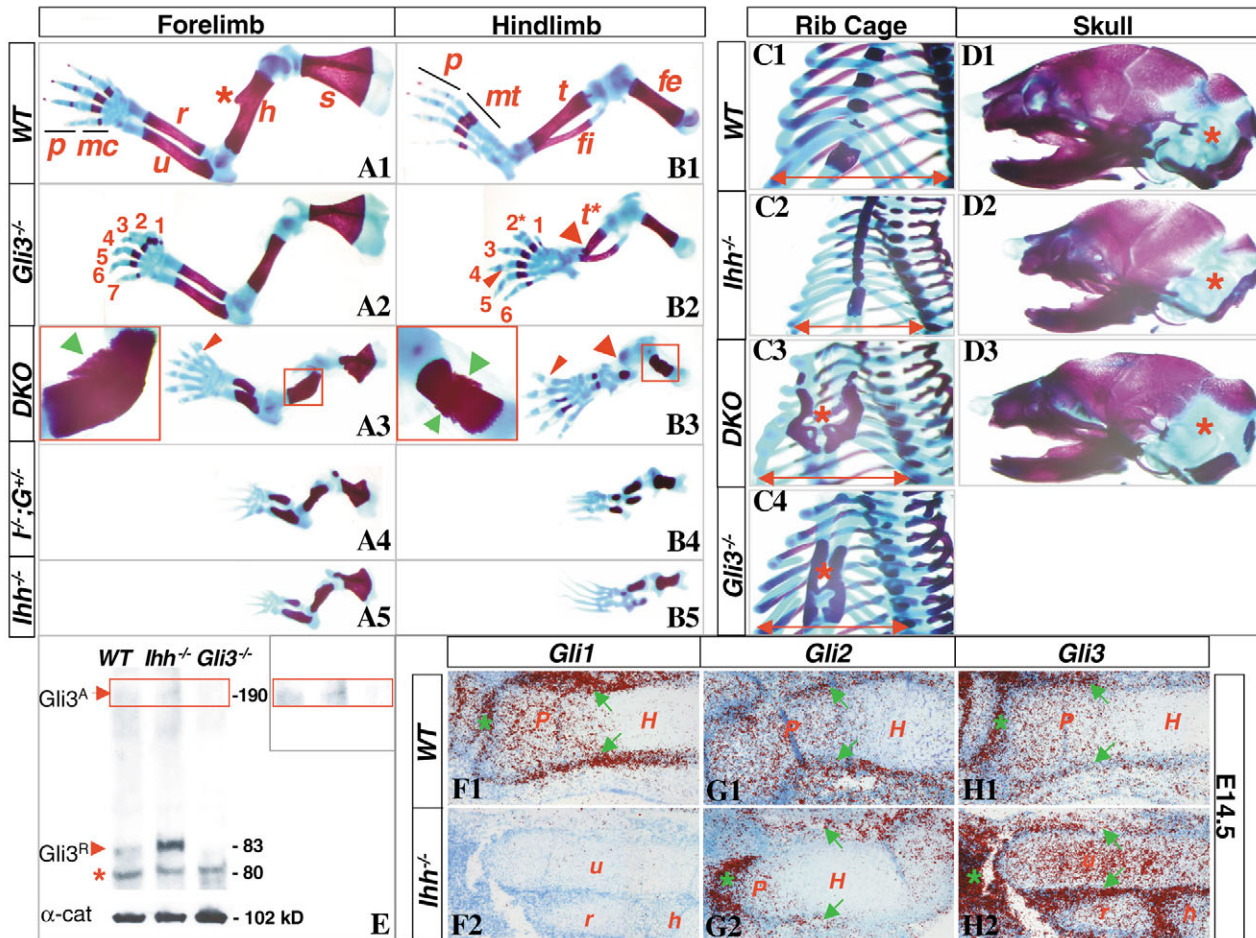 Forelimb Hindlimb Rib Cage Skull
WT
* r h s p mc u A1
p mt t fe fi B1
WT
C1
D1 *
Gli3-/-
3 2 1 4 5 6 7 A2
2* 1 t* 3 4 5 6 B2
Ihh-/-
C2
D2 *
DKO
A3
B3
DKO
C3 *
D3 *
I-/-;G+/-
A4
B4
Gli3-/-
C4 *
Ihh-/-
A5
B5
WT Ihh-/- Gli3-/-
Gli3A -190
Gli3R - 83
* - 80
α-cat - 102 kD E
Gli1 Gli2 Gli3
WT
* P H F1
P H G1
* P H H1
E14.5
Ihh-/-
u r h F2
* P H G2
* u r h H2